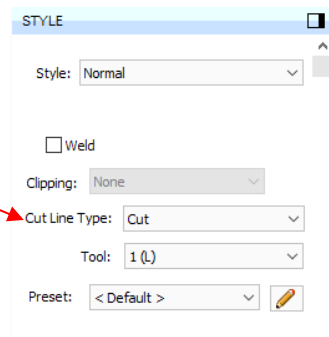 STYLE
Style: Normal
Weld
Clipping: None
Cut Line Type: Cut
Tool: 1 (L)
Preset: < Default >